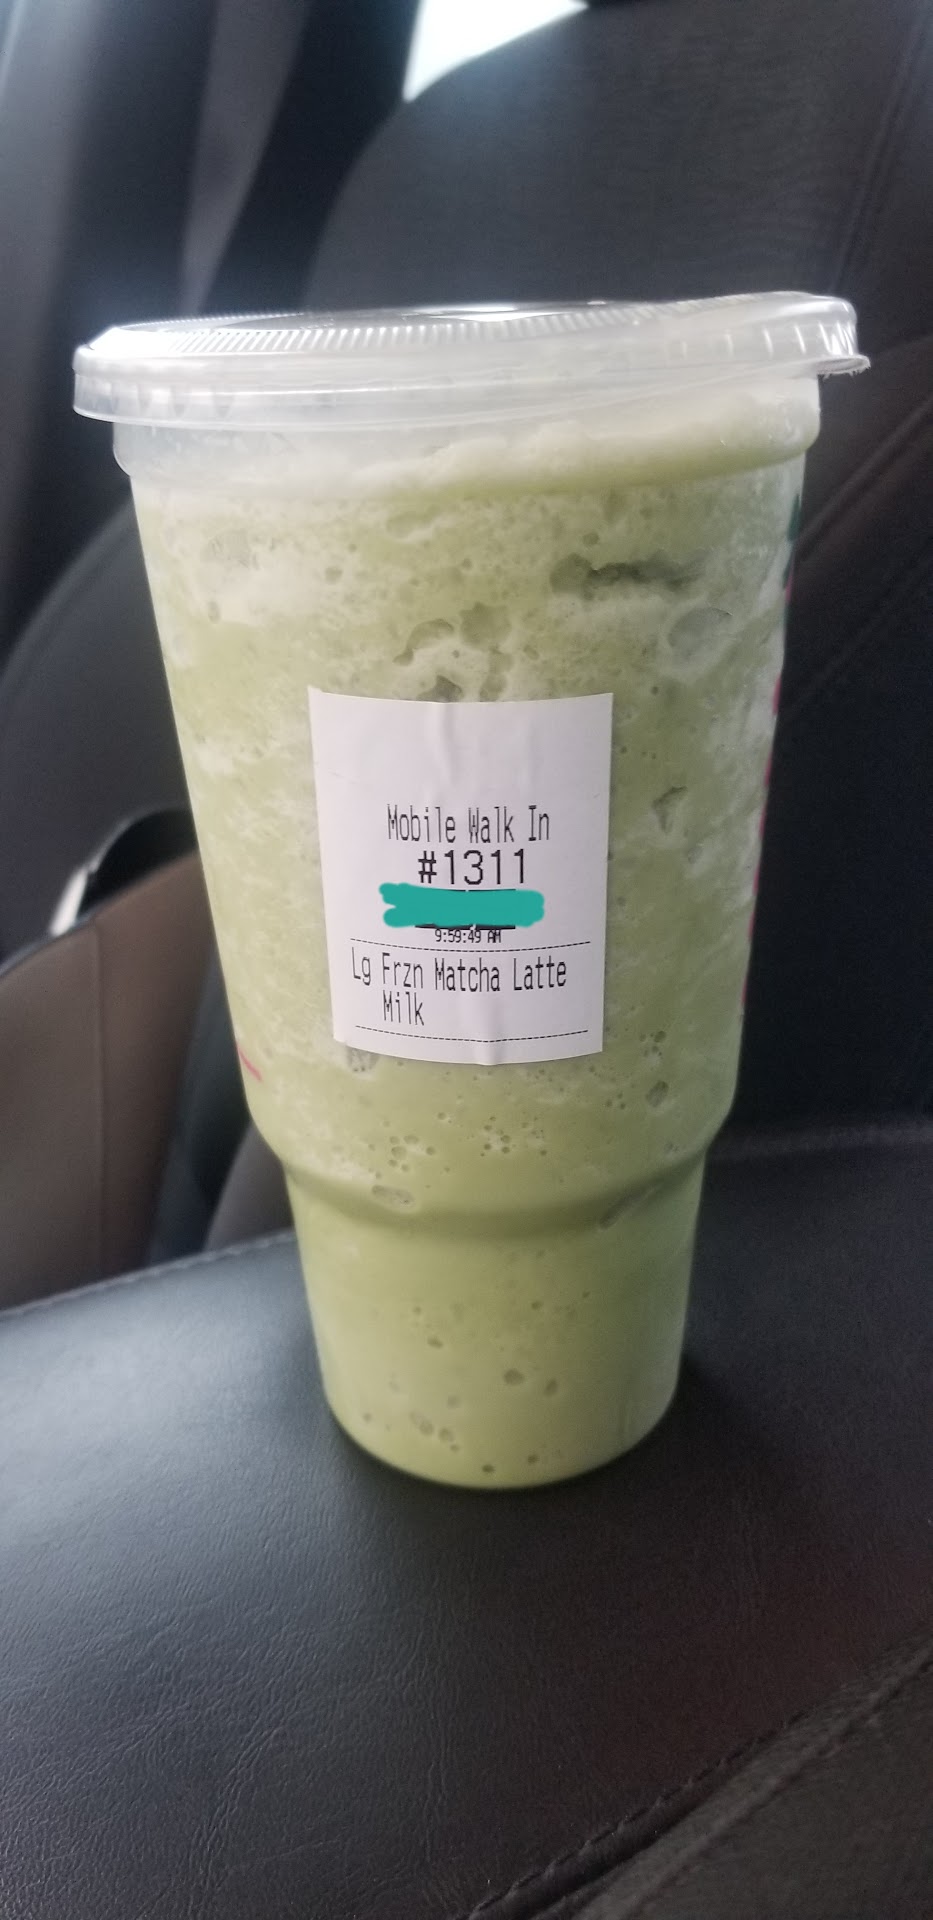 Mobile Walk In
#1311
9:59:49 AM
Lg Frzn Matcha Latte
Milk